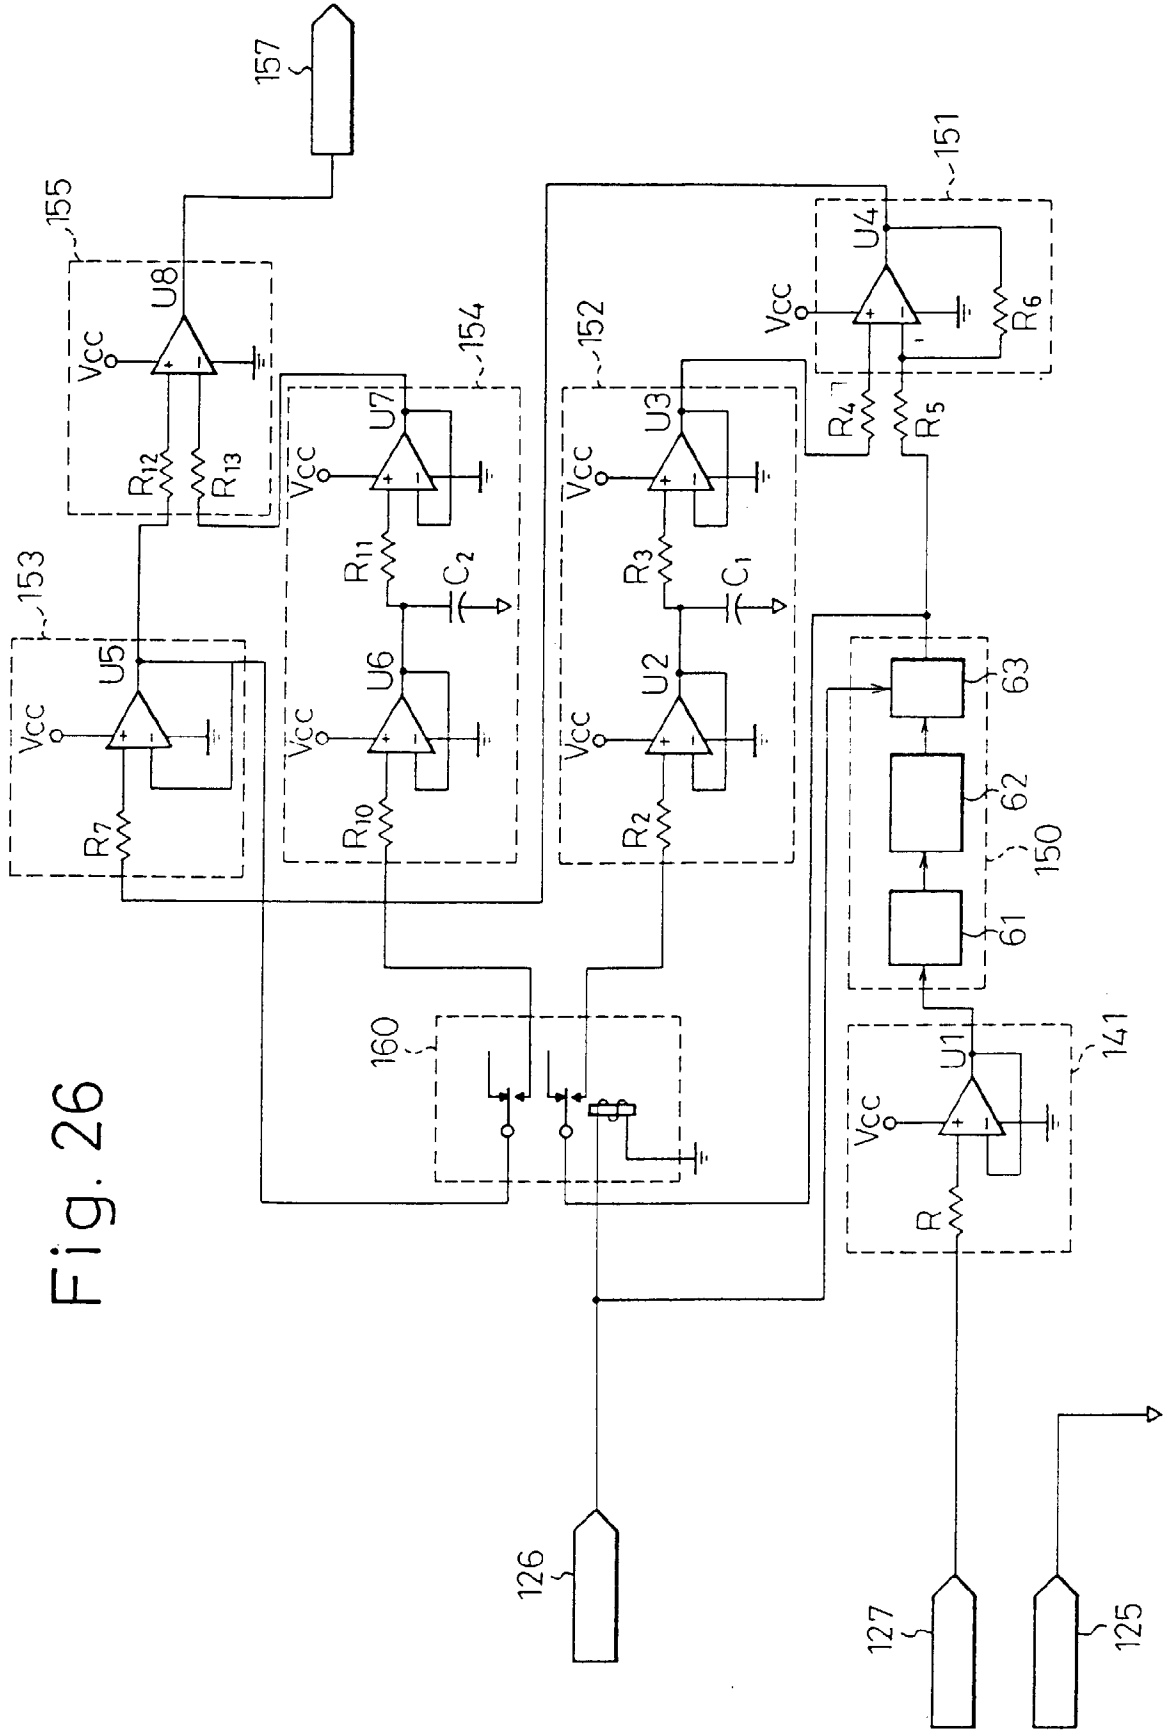 Fig. 26
157
155
Vcc
U8
+
−
R12
R13
153
Vcc
U5
+
−
R7
154
Vcc
U7
+
−
R11
C2
Vcc
U6
+
−
R10
152
Vcc
U3
+
−
R3
C1
Vcc
U2
+
−
R2
151
Vcc
U4
+
−
R4
R5
R6
160
63
62
61
150
141
Vcc
U1
+
−
R
126
127
125